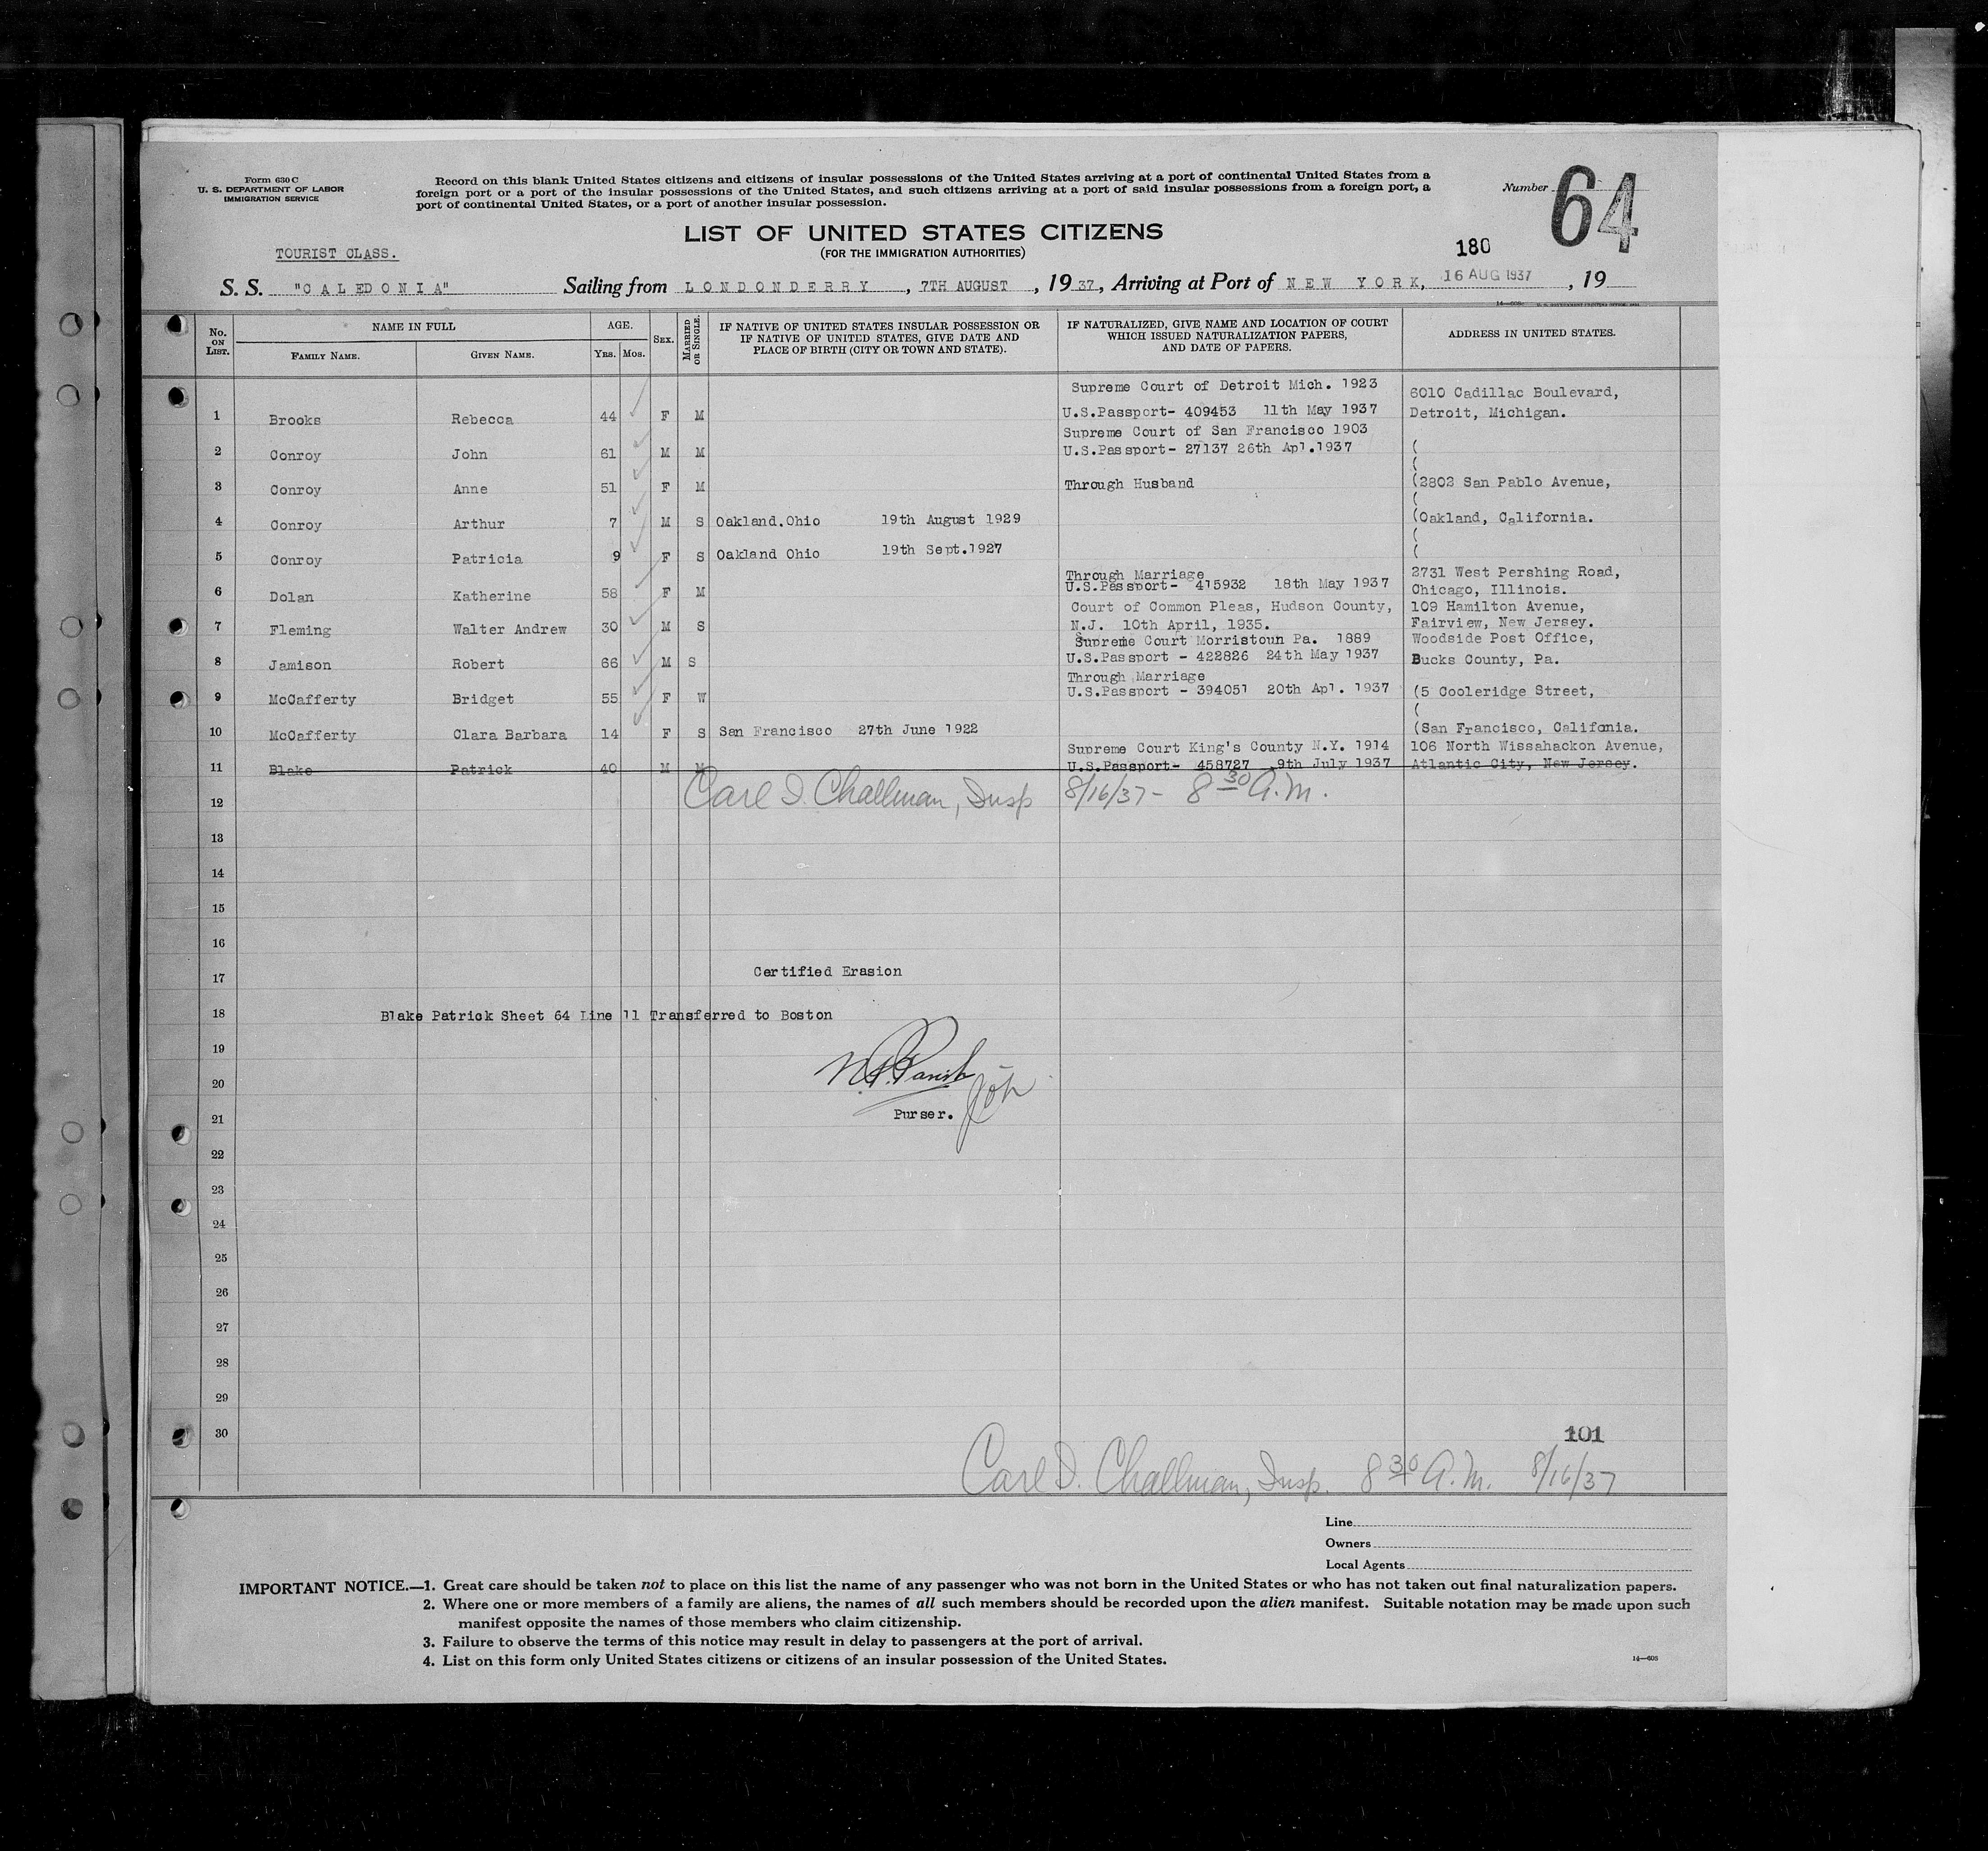 Form 630 C
U. S. DEPARTMENT OF LABOR
IMMIGRATION SERVICE
Record on this blank United States citizens and citizens of insular possessions of the United States arriving at a port of continental United States from a
foreign port or a port of the insular possessions of the United States, and such citizens arriving at a port of said insular possessions from a foreign port, a
port of continental United States, or a port of another insular possession.
Number 64
LIST OF UNITED STATES CITIZENS
(FOR THE IMMIGRATION AUTHORITIES)
180
TOURIST CLASS.
S. S. "CALEDONIA" Sailing from LONDONDERRY, 7TH AUGUST, 1937, Arriving at Port of NEW YORK, 16 AUG 1937, 19
No. ON LIST. NAME IN FULL AGE. SEX. MARRIED OR SINGLE. IF NATIVE OF UNITED STATES INSULAR POSSESSION OR IF NATIVE OF UNITED STATES, GIVE DATE AND PLACE OF BIRTH (CITY OR TOWN AND STATE). IF NATURALIZED, GIVE NAME AND LOCATION OF COURT WHICH ISSUED NATURALIZATION PAPERS, AND DATE OF PAPERS. ADDRESS IN UNITED STATES.
FAMILY NAME. GIVEN NAME. YRS. MOS.
Supreme Court of Detroit Mich. 1923 6010 Cadillac Boulevard,
1 Brooks Rebecca 44 F M U.S.Passport- 409453 11th May 1937 Detroit, Michigan.
Supreme Court of San Francisco 1903
2 Conroy John 61 M M U.S.Passport- 27137 26th Apl.1937 (
(
3 Conroy Anne 51 F M Through Husband (2802 San Pablo Avenue,
(
4 Conroy Arthur 7 M S Oakland.Ohio 19th August 1929 (Oakland, California.
(
5 Conroy Patricia 9 F S Oakland Ohio 19th Sept.1927 (
Through Marriage 2731 West Pershing Road,
6 Dolan Katherine 58 F M U.S.Passport- 415932 18th May 1937 Chicago, Illinois.
Court of Common Pleas, Hudson County, 109 Hamilton Avenue,
7 Fleming Walter Andrew 30 M S N.J. 10th April, 1935. Fairview, New Jersey.
Supreme Court Morristoun Pa. 1889 Woodside Post Office,
8 Jamison Robert 66 M S U.S.Passport - 422826 24th May 1937 Bucks County, Pa.
Through Marriage
9 McCafferty Bridget 55 F W U.S.Passport - 394051 20th Apl. 1937 (5 Cooleridge Street,
(
10 McCafferty Clara Barbara 14 F S San Francisco 27th June 1922 (San Francisco, Califonia.
Supreme Court King's County N.Y. 1914 106 North Wissahackon Avenue,
11 Blake Patrick 40 M M U.S.Passport- 458727 9th July 1937 Atlantic City, New Jersey.
12 Carl I. Challman, Insp 8/16/37 - 8 30 A.M.
13
14
15
16
17 Certified Erasion
18 Blake Patrick Sheet 64 Line 11 Transferred to Boston
19
20
21 Purser.
22
23
24
25
26
27
28
29
30 101
Carl I. Challman, Insp. 8 30 A.M. 8/16/37
Line
Owners
Local Agents
IMPORTANT NOTICE.—1. Great care should be taken not to place on this list the name of any passenger who was not born in the United States or who has not taken out final naturalization papers.
2. Where one or more members of a family are aliens, the names of all such members should be recorded upon the alien manifest. Suitable notation may be made upon such
manifest opposite the names of those members who claim citizenship.
3. Failure to observe the terms of this notice may result in delay to passengers at the port of arrival.
4. List on this form only United States citizens or citizens of an insular possession of the United States.
14—608